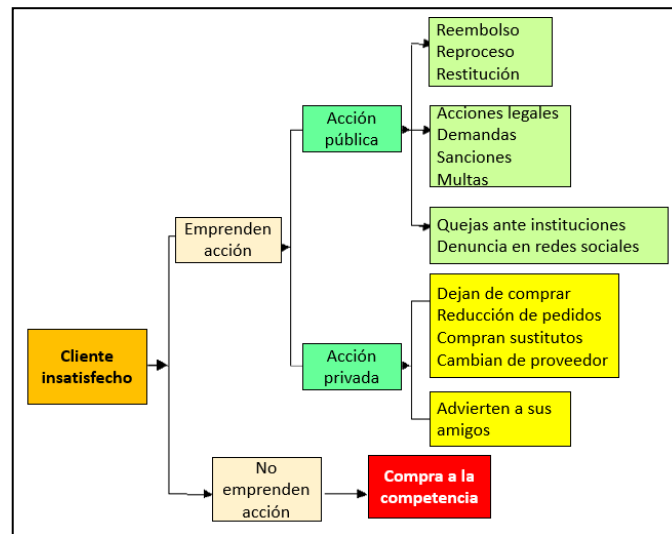 Cliente
insatisfecho
Emprenden
acción
Acción
pública
Reembolso
Reproceso
Restitución
Acciones legales
Demandas
Sanciones
Multas
Quejas ante instituciones
Denuncia en redes sociales
Acción
privada
Dejan de comprar
Reducción de pedidos
Compran sustitutos
Cambian de proveedor
Advierten a sus
amigos
No
emprenden
acción
Compra a la
competencia